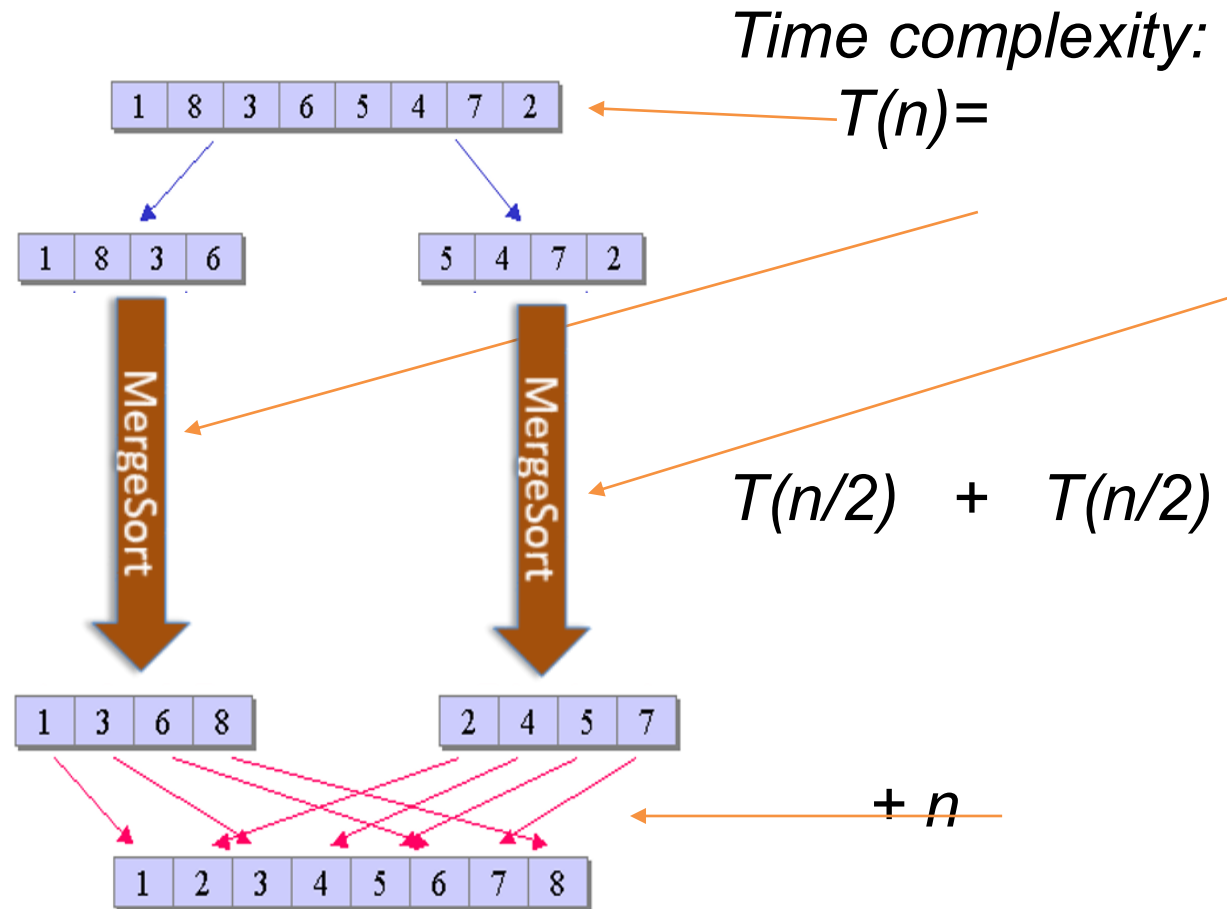 Time complexity:
T(n)=
1 8 3 6 5 4 7 2
1 8 3 6
5 4 7 2
MergeSort
MergeSort
T(n/2) + T(n/2)
1 3 6 8
2 4 5 7
+ n
1 2 3 4 5 6 7 8